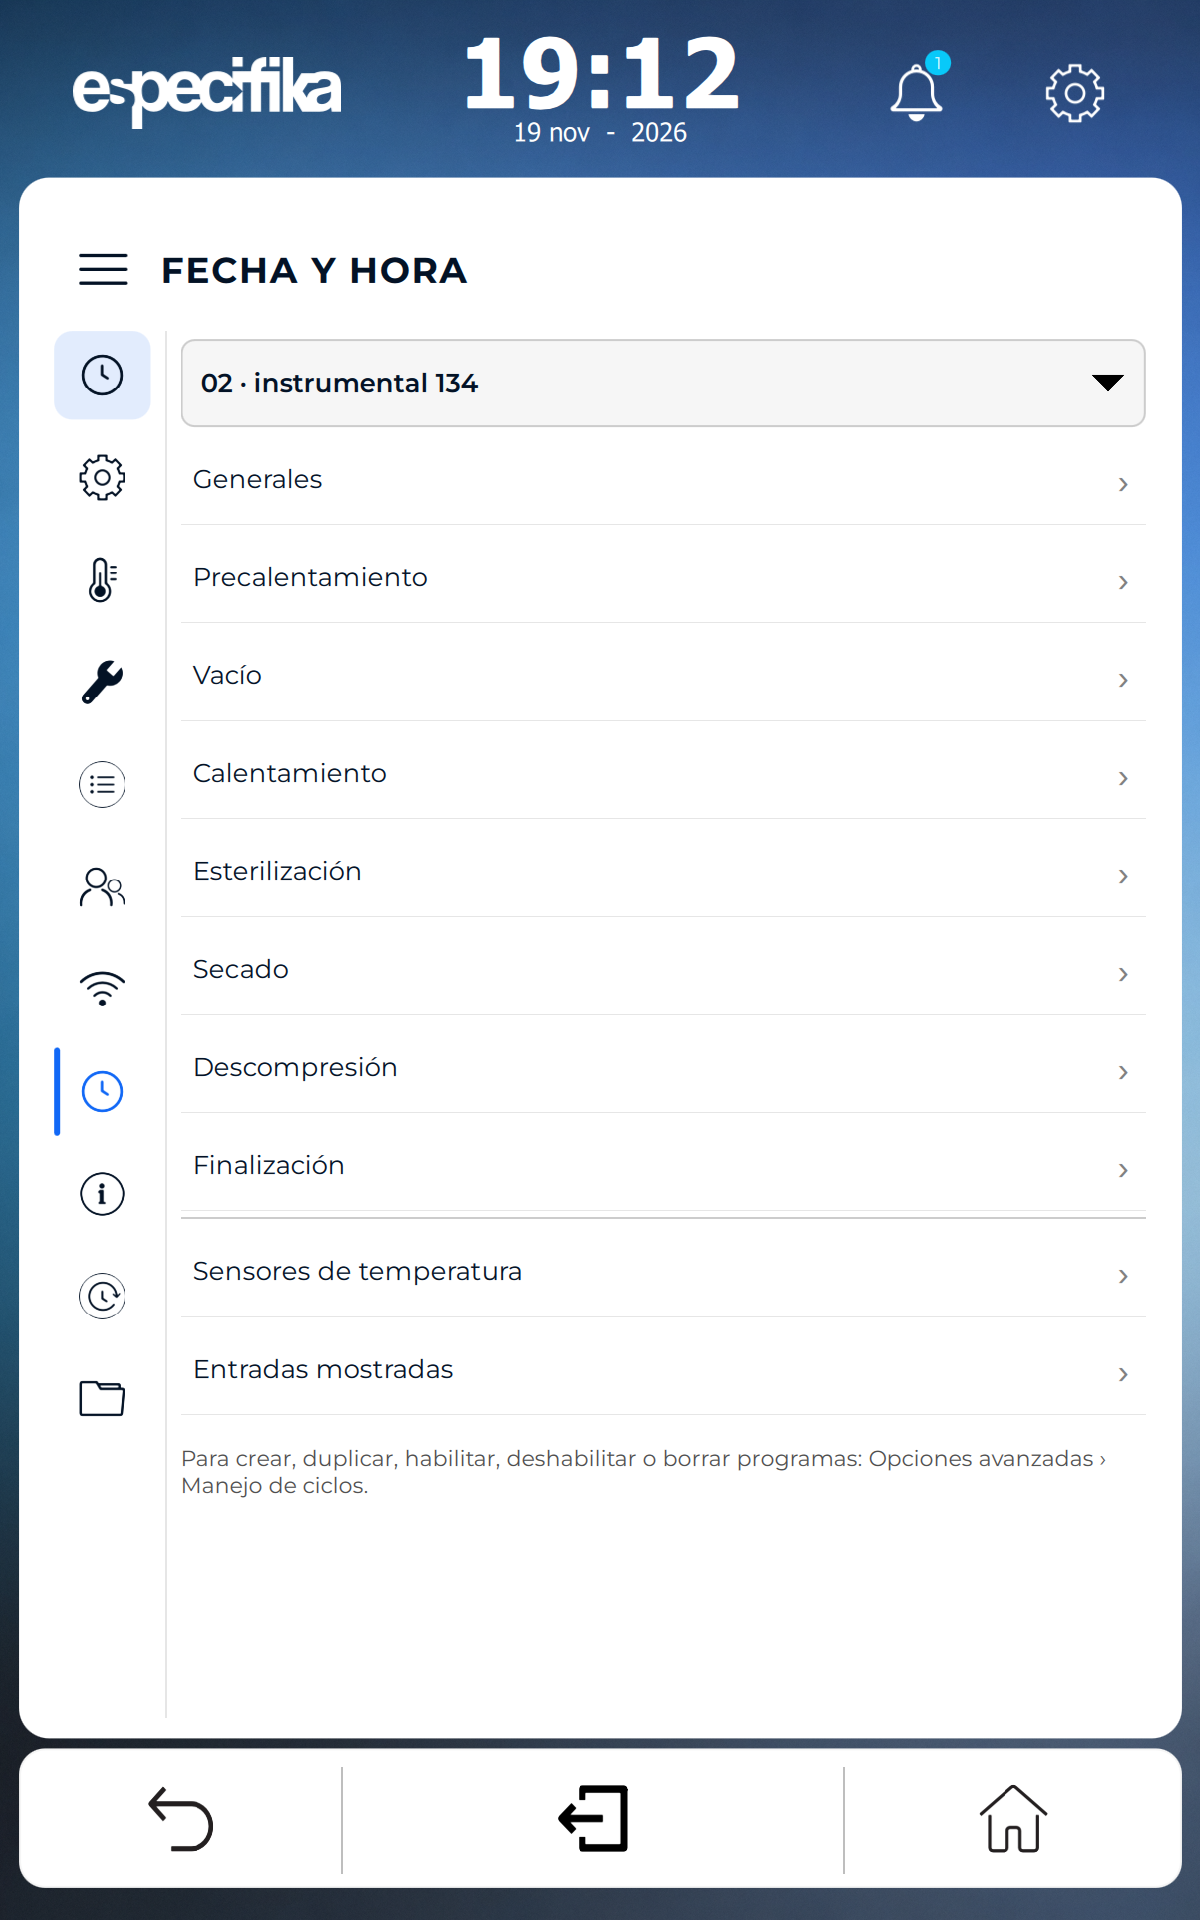 especifika
19:12
19 nov - 2026
1
FECHA Y HORA
02 · instrumental 134
Generales ›
Precalentamiento ›
Vacío ›
Calentamiento ›
Esterilización ›
Secado ›
Descompresión ›
Finalización ›
Sensores de temperatura ›
Entradas mostradas ›
Para crear, duplicar, habilitar, deshabilitar o borrar programas: Opciones avanzadas ›
Manejo de ciclos.